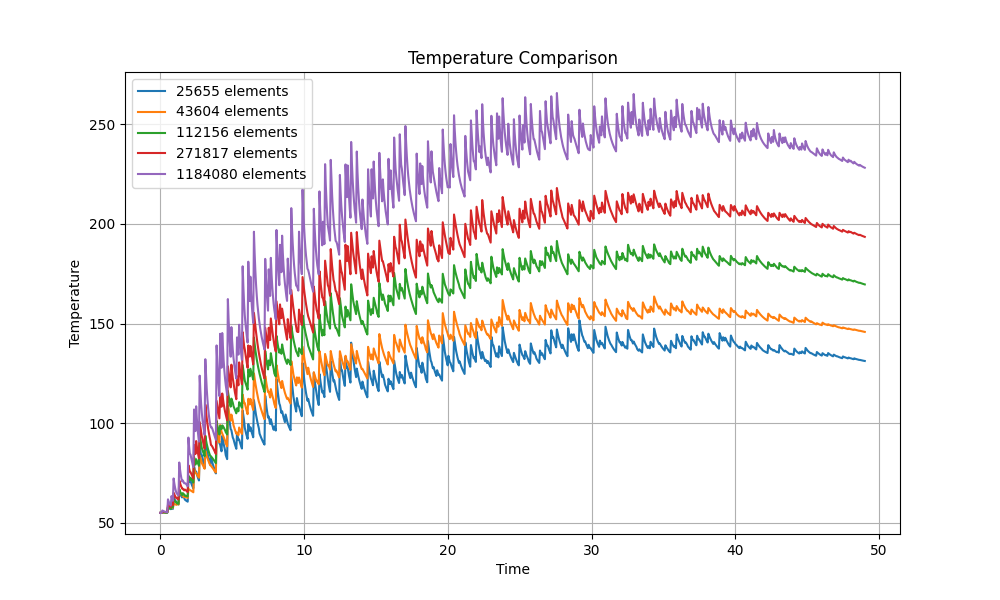 Temperature Comparison
25655 elements
43604 elements
112156 elements
271817 elements
1184080 elements
250
200
150
100
50
Temperature
0 10 20 30 40 50
Time